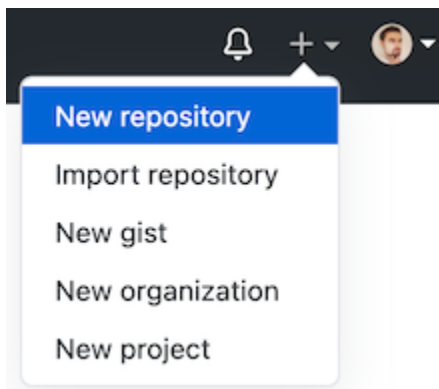 New repository
Import repository
New gist
New organization
New project